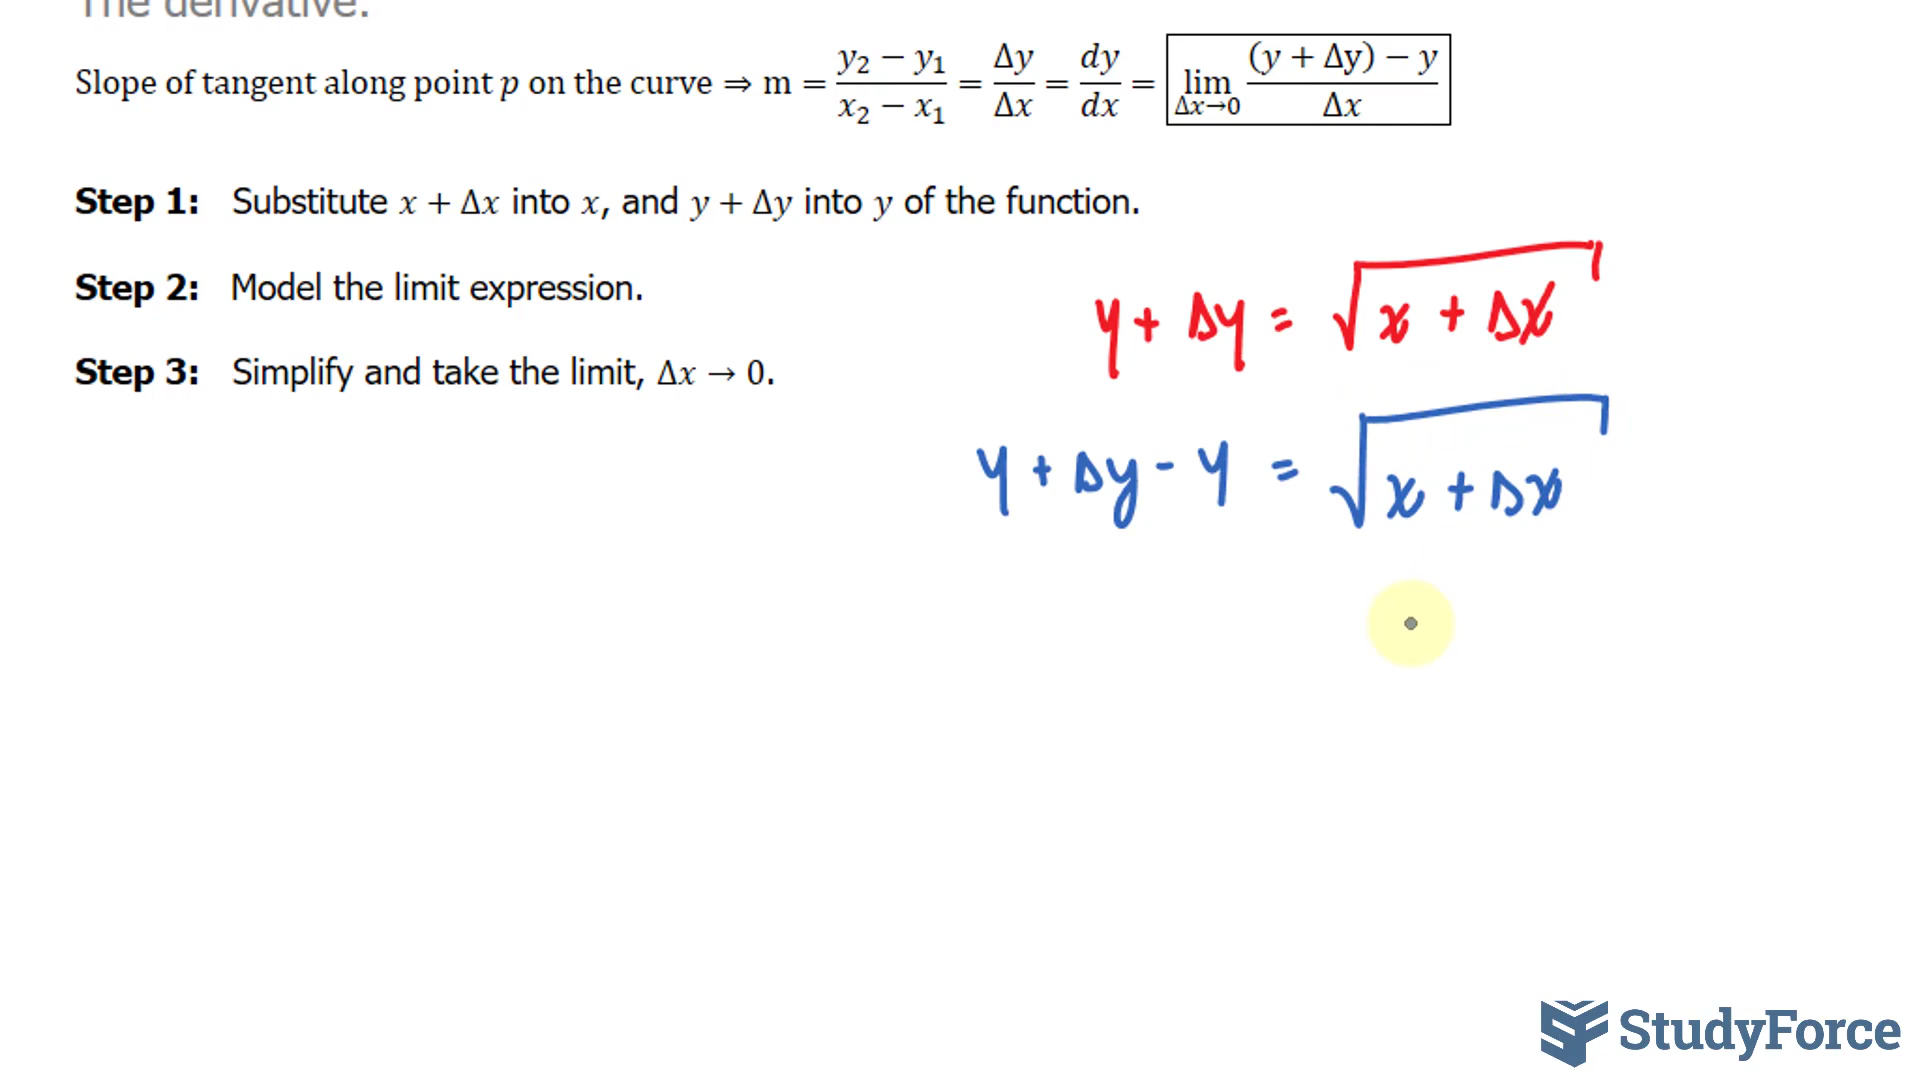 The derivative:
Slope of tangent along point p on the curve ⇒ m = (y₂ − y₁)/(x₂ − x₁) = Δy/Δx = dy/dx = lim Δx→0 ((y + Δy) − y)/Δx
Step 1: Substitute x + Δx into x, and y + Δy into y of the function.
Step 2: Model the limit expression.
y + Δy = √(x + Δx)
Step 3: Simplify and take the limit, Δx → 0.
y + Δy - y = √(x + Δx)
StudyForce